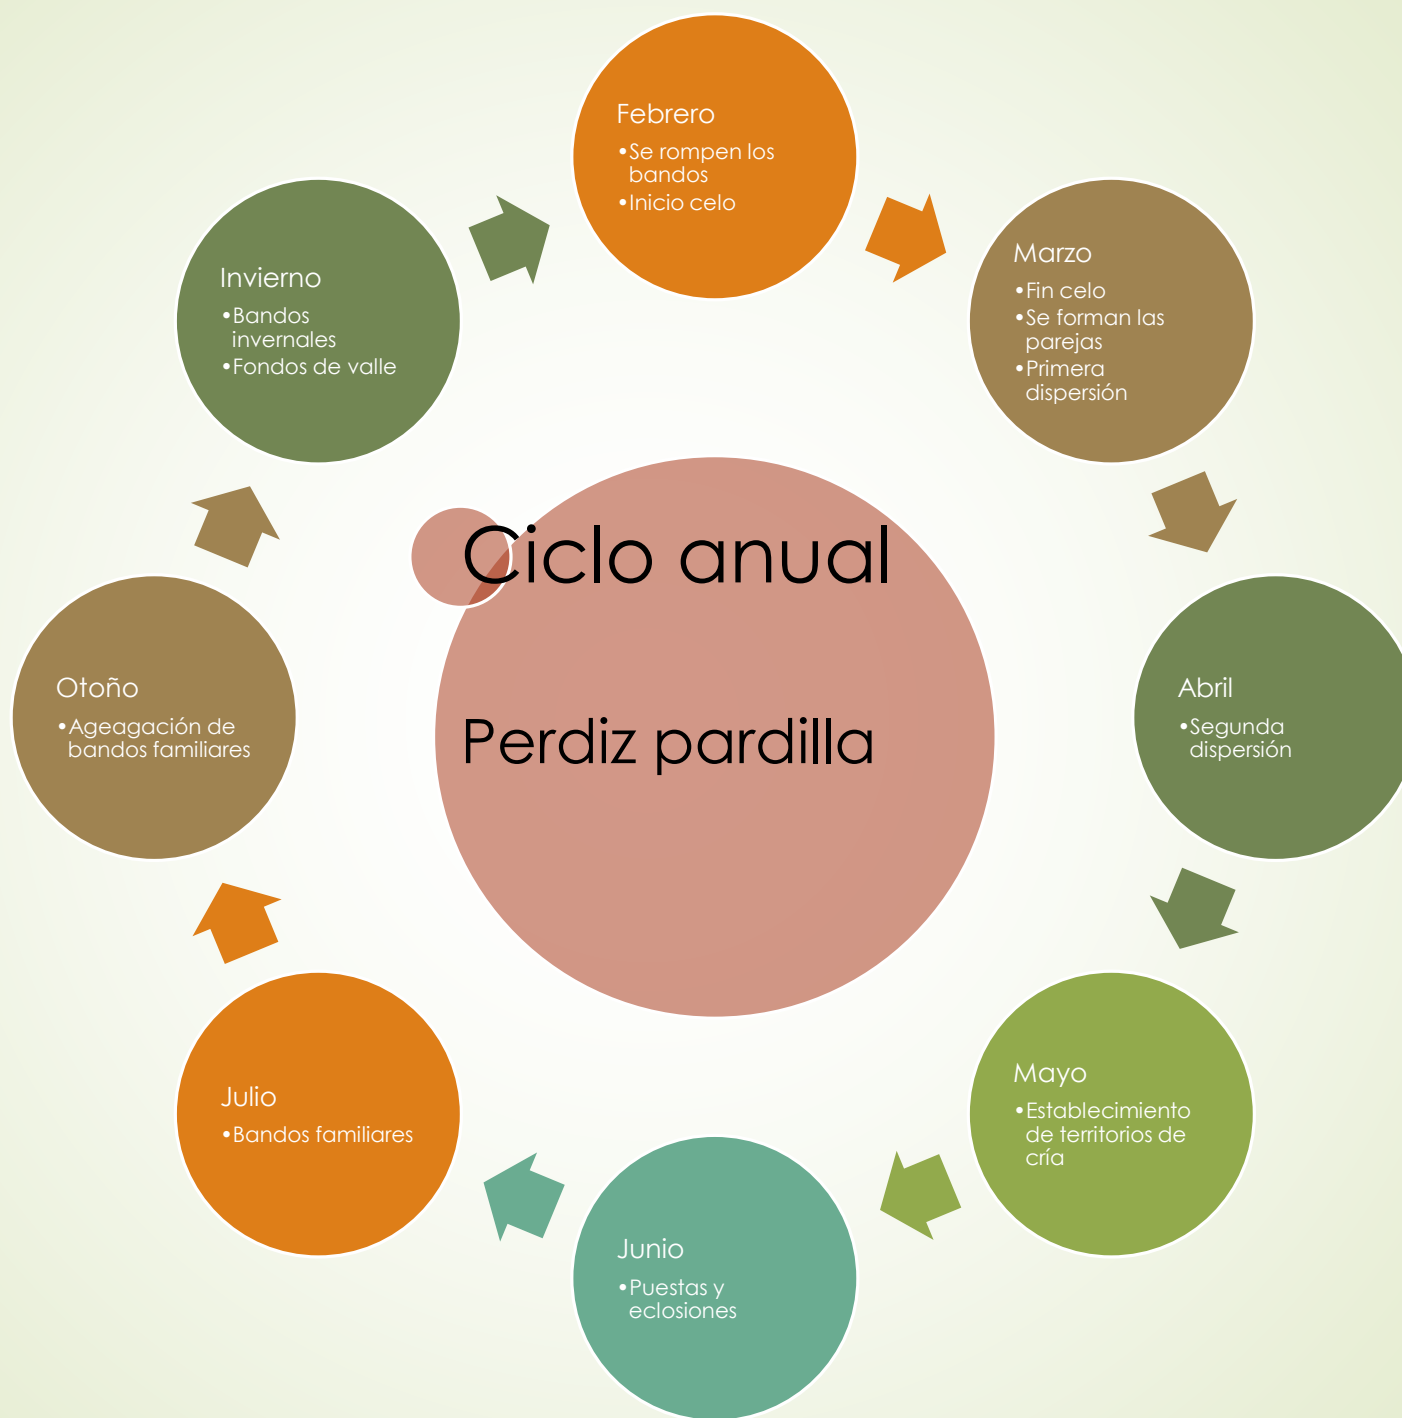 Febrero
•Se rompen los
bandos
•Inicio celo
Marzo
•Fin celo
•Se forman las
parejas
•Primera
dispersión
Abril
•Segunda
dispersión
Mayo
•Establecimiento
de territorios de
cría
Junio
•Puestas y
eclosiones
Julio
•Bandos familiares
Otoño
•Ageagación de
bandos familiares
Invierno
•Bandos
invernales
•Fondos de valle
Ciclo anual
Perdiz pardilla